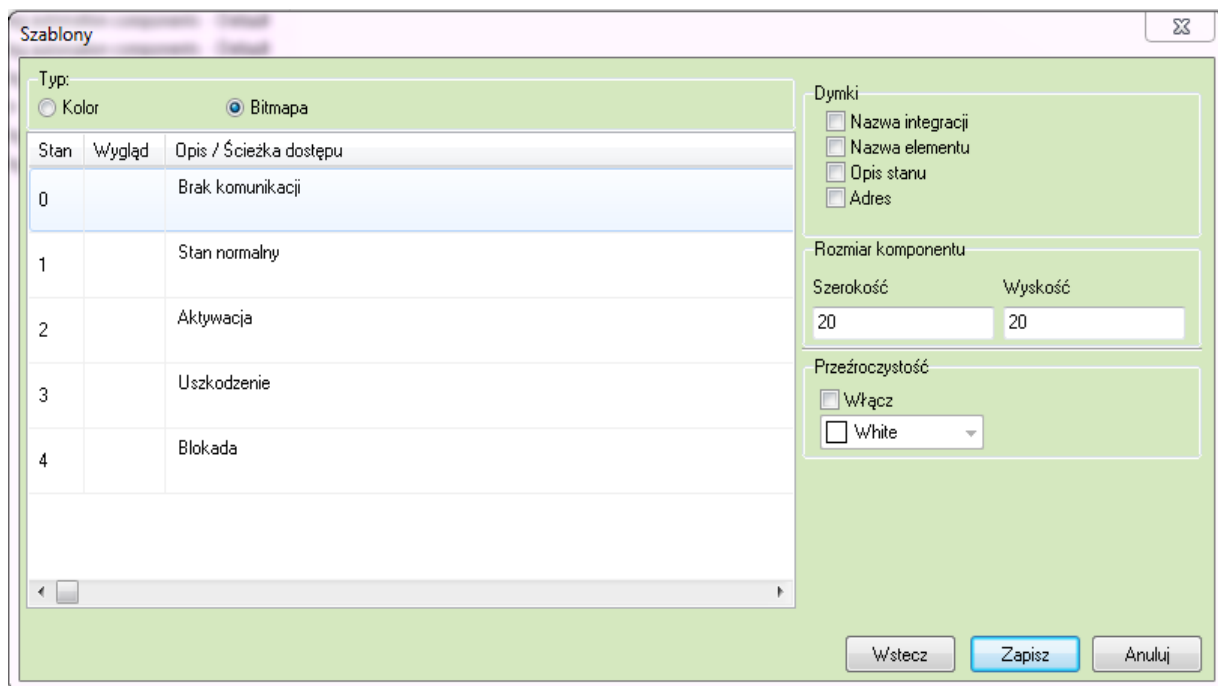 Szablony
Typ:
Kolor
Bitmapa
Stan Wygląd Opis / Ścieżka dostępu
0 Brak komunikacji
1 Stan normalny
2 Aktywacja
3 Uszkodzenie
4 Blokada
Dymki
Nazwa integracji
Nazwa elementu
Opis stanu
Adres
Rozmiar komponentu
Szerokość Wyskość
20 20
Przeźroczystość
Włącz
White
Wstecz Zapisz Anuluj